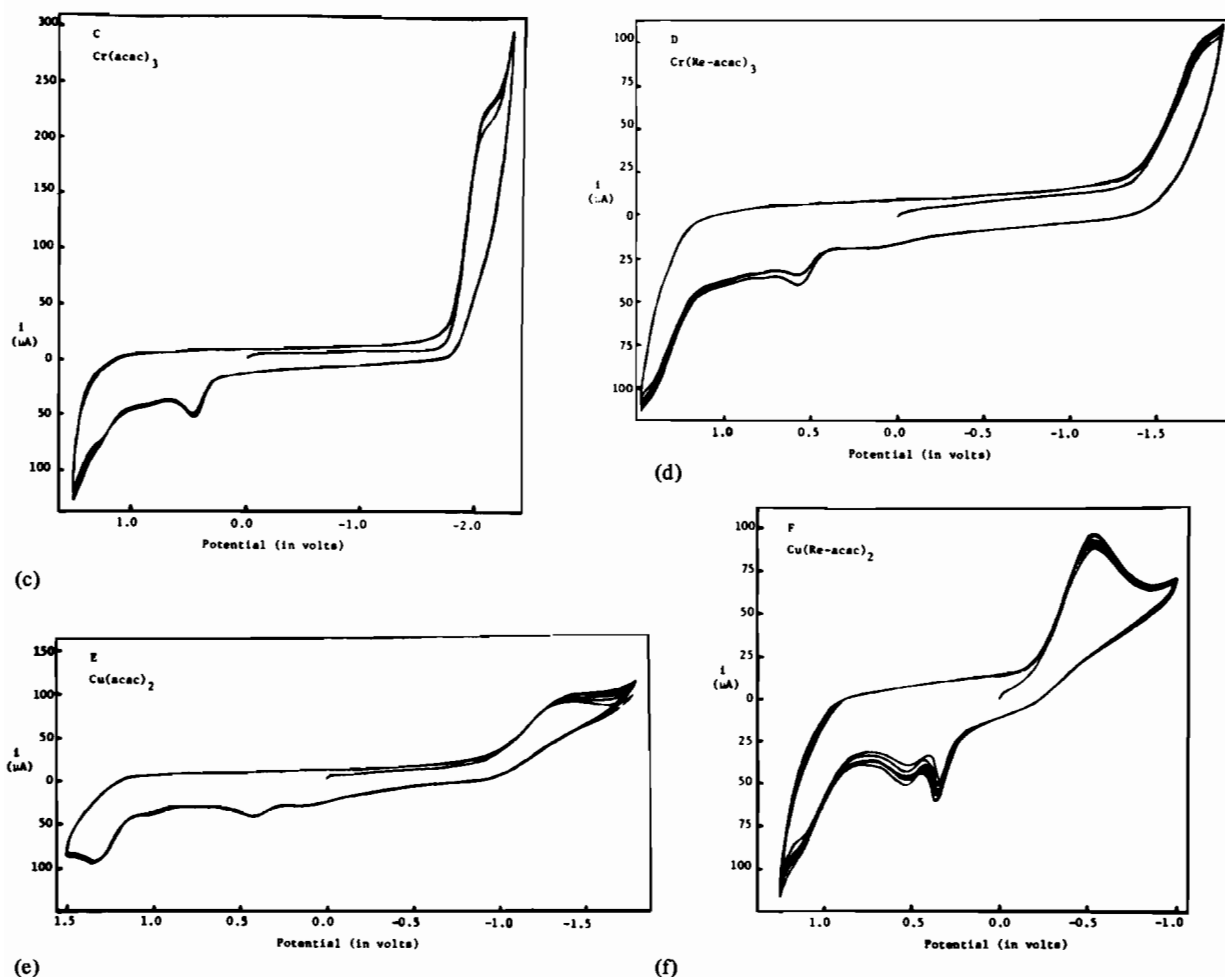 C
Cr(acac)3
300
250
200
150
100
50
0
50
100
i
(µA)
1.0 0.0 -1.0 -2.0
Potential (in volts)
(c)
D
Cr(Re-acac)3
100
75
50
25
0
25
50
75
100
i
(µA)
1.0 0.5 0.0 -0.5 -1.0 -1.5
Potential (in volts)
(d)
E
Cu(acac)2
150
100
50
0
50
100
i
(µA)
1.5 1.0 0.5 0.0 -0.5 -1.0 -1.5
Potential (in volts)
(e)
F
Cu(Re-acac)2
100
75
50
25
0
25
50
75
100
i
(µA)
1.0 0.5 0.0 -0.5 -1.0
Potential (in volts)
(f)